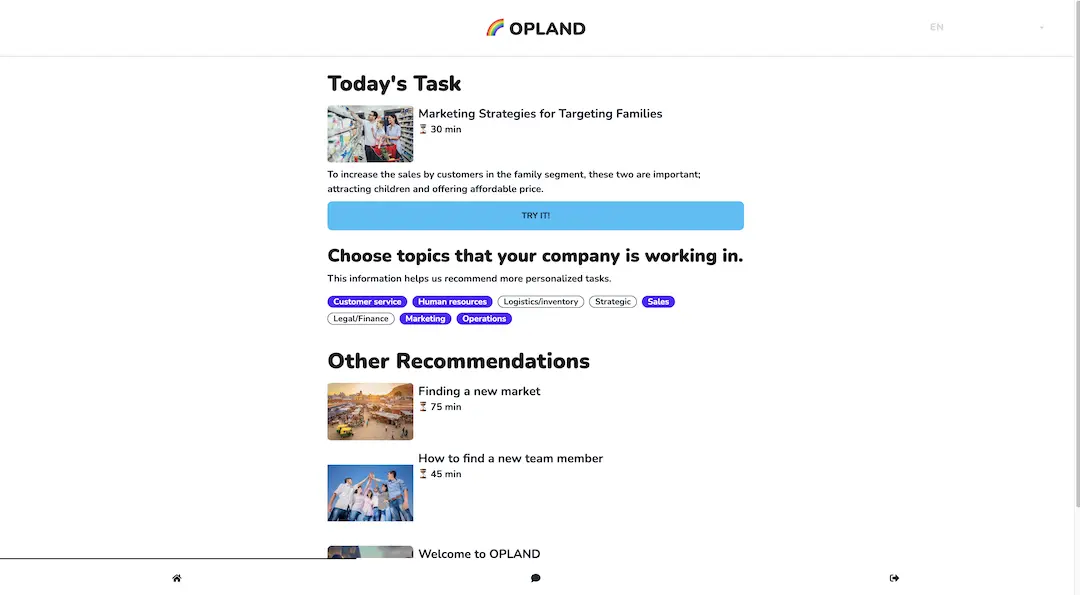 OPLAND
EN
Today's Task
Marketing Strategies for Targeting Families
30 min
To increase the sales by customers in the family segment, these two are important;
attracting children and offering affordable price.
TRY IT!
Choose topics that your company is working in.
This information helps us recommend more personalized tasks.
Customer service Human resources Logistics/inventory Strategic Sales
Legal/Finance Marketing Operations
Other Recommendations
Finding a new market
75 min
How to find a new team member
45 min
Welcome to OPLAND